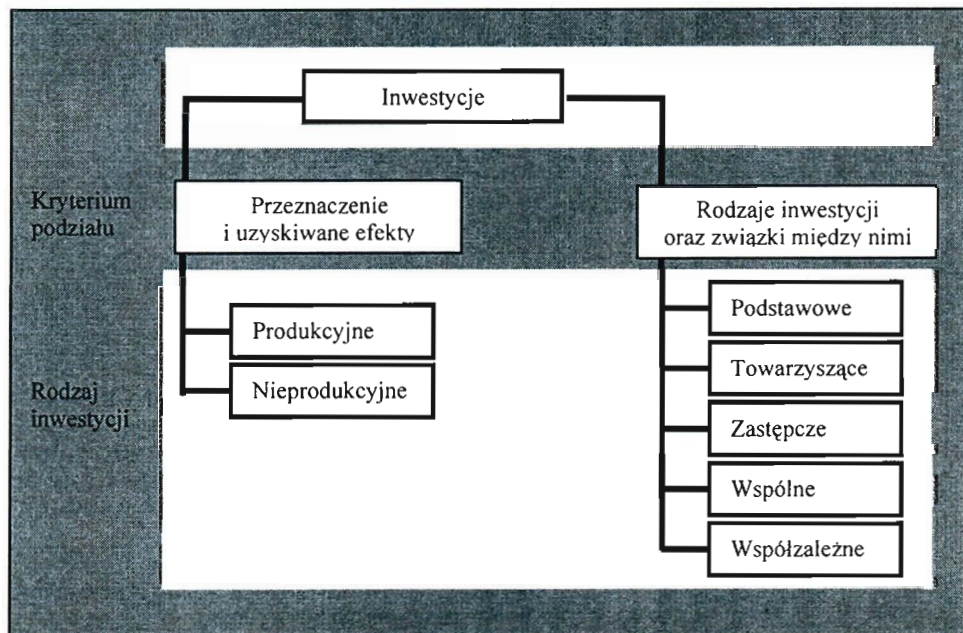 Inwestycje
Kryterium
podziału
Przeznaczenie
i uzyskiwane efekty
Rodzaje inwestycji
oraz związki między nimi
Rodzaj
inwestycji
Produkcyjne
Nieprodukcyjne
Podstawowe
Towarzyszące
Zastępcze
Wspólne
Współzależne